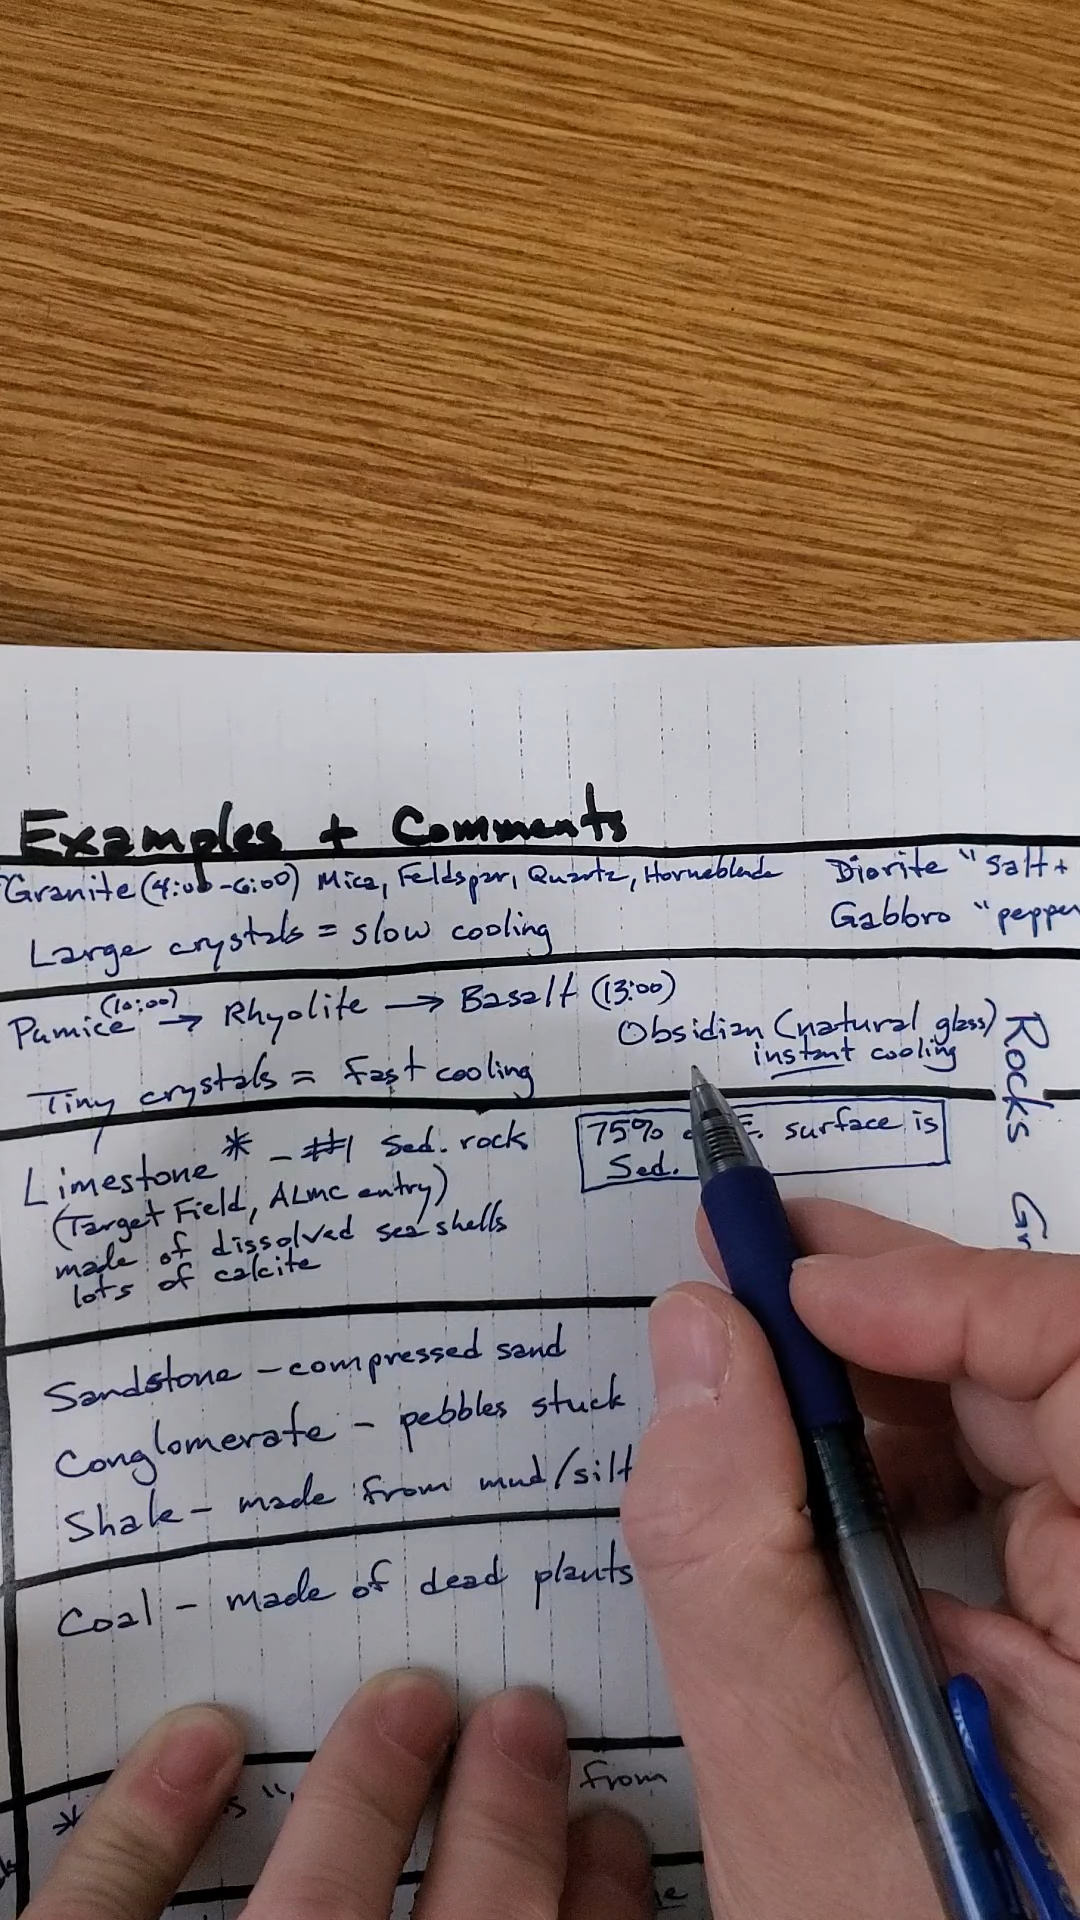 Examples + Comments
Granite (4:00-6:00) Mica, Feldspar, Quartz, Horneblende
Large crystals = slow cooling
Diorite "Salt +
Gabbro "pepper
Pumice (10:00) → Rhyolite → Basalt (13:00)
Obsidian (natural glass)
instant cooling
Tiny crystals = Fast cooling
Limestone * - #1 Sed. rock
(Target Field, ALMC entry)
made of dissolved sea shells
lots of calcite
75% E. surface is
Sed.
Rocks
Sandstone - compressed sand
Conglomerate - pebbles stuck
Shale - made from mud/silt
Coal - made of dead plants
* from